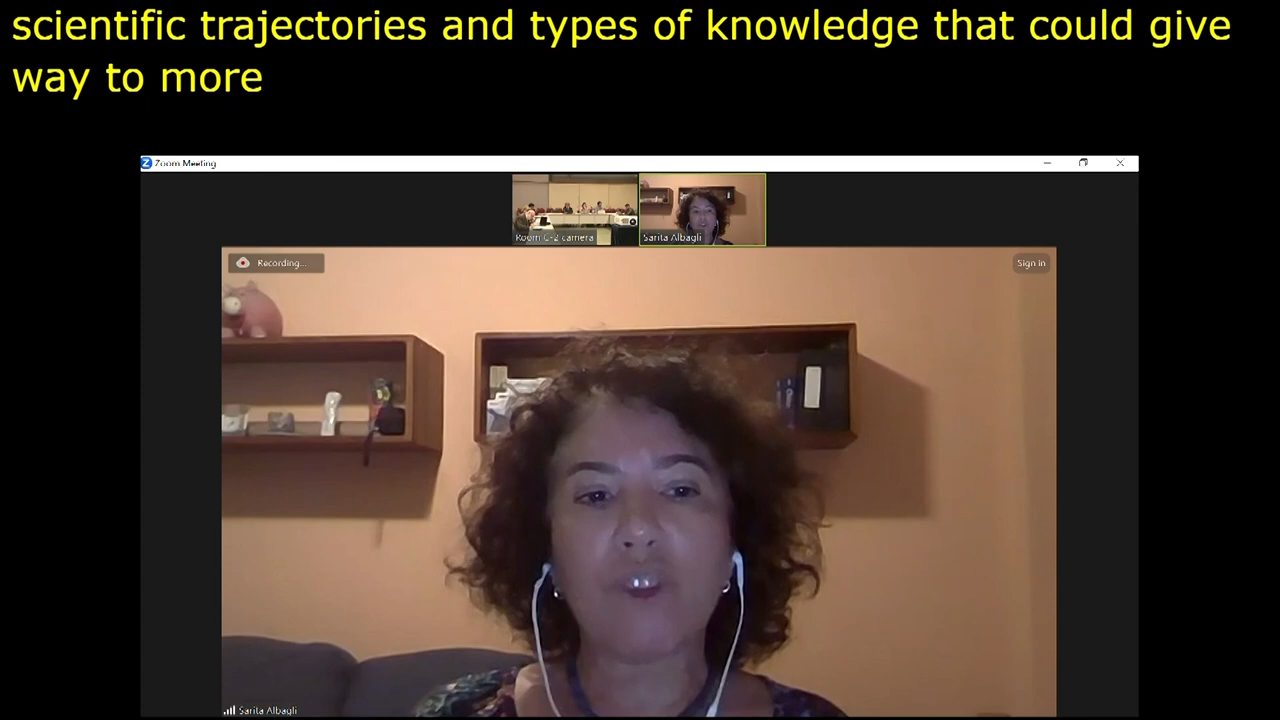 scientific trajectories and types of knowledge that could give
way to more
Zoom Meeting
Room C-2 camera
Sarita Albagli
Recording...
Sign in
Sarita Albagli